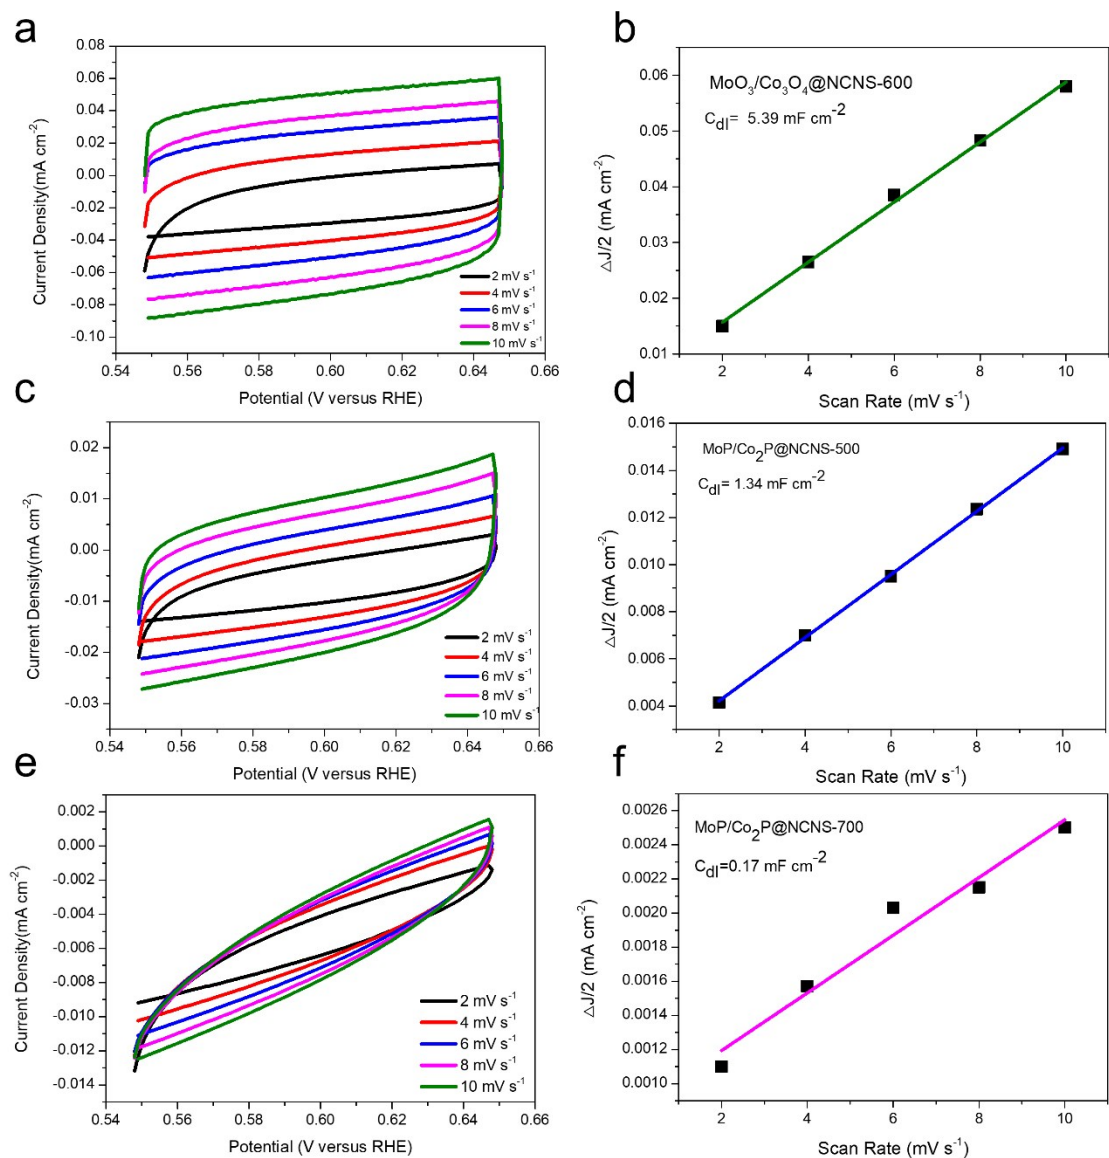 a
0.08
0.06
0.04
0.02
0.00
-0.02
-0.04
-0.06
-0.08
-0.10
0.54
0.56
0.58
0.60
0.62
0.64
0.66
Current Density(mA cm⁻²)
Potential (V versus RHE)
2 mV s⁻¹
4 mV s⁻¹
6 mV s⁻¹
8 mV s⁻¹
10 mV s⁻¹
b
0.06
0.05
0.04
0.03
0.02
0.01
2
4
6
8
10
△J/2 (mA cm⁻²)
Scan Rate (mV s⁻¹)
MoO₃/Co₃O₄@NCNS-600
C_dl= 5.39 mF cm⁻²
c
0.02
0.01
0.00
-0.01
-0.02
-0.03
0.54
0.56
0.58
0.60
0.62
0.64
0.66
Current Density(mA cm⁻²)
Potential (V versus RHE)
2 mV s⁻¹
4 mV s⁻¹
6 mV s⁻¹
8 mV s⁻¹
10 mV s⁻¹
d
0.016
0.014
0.012
0.010
0.008
0.006
0.004
2
4
6
8
10
△J/2 (mA cm⁻²)
Scan Rate (mV s⁻¹)
MoP/Co₂P@NCNS-500
C_dl= 1.34 mF cm⁻²
e
0.002
0.000
-0.002
-0.004
-0.006
-0.008
-0.010
-0.012
-0.014
0.54
0.56
0.58
0.60
0.62
0.64
0.66
Current Density(mA cm⁻²)
Potential (V versus RHE)
2 mV s⁻¹
4 mV s⁻¹
6 mV s⁻¹
8 mV s⁻¹
10 mV s⁻¹
f
0.0026
0.0024
0.0022
0.0020
0.0018
0.0016
0.0014
0.0012
0.0010
2
4
6
8
10
△J/2 (mA cm⁻²)
Scan Rate (mV s⁻¹)
MoP/Co₂P@NCNS-700
C_dl=0.17 mF cm⁻²